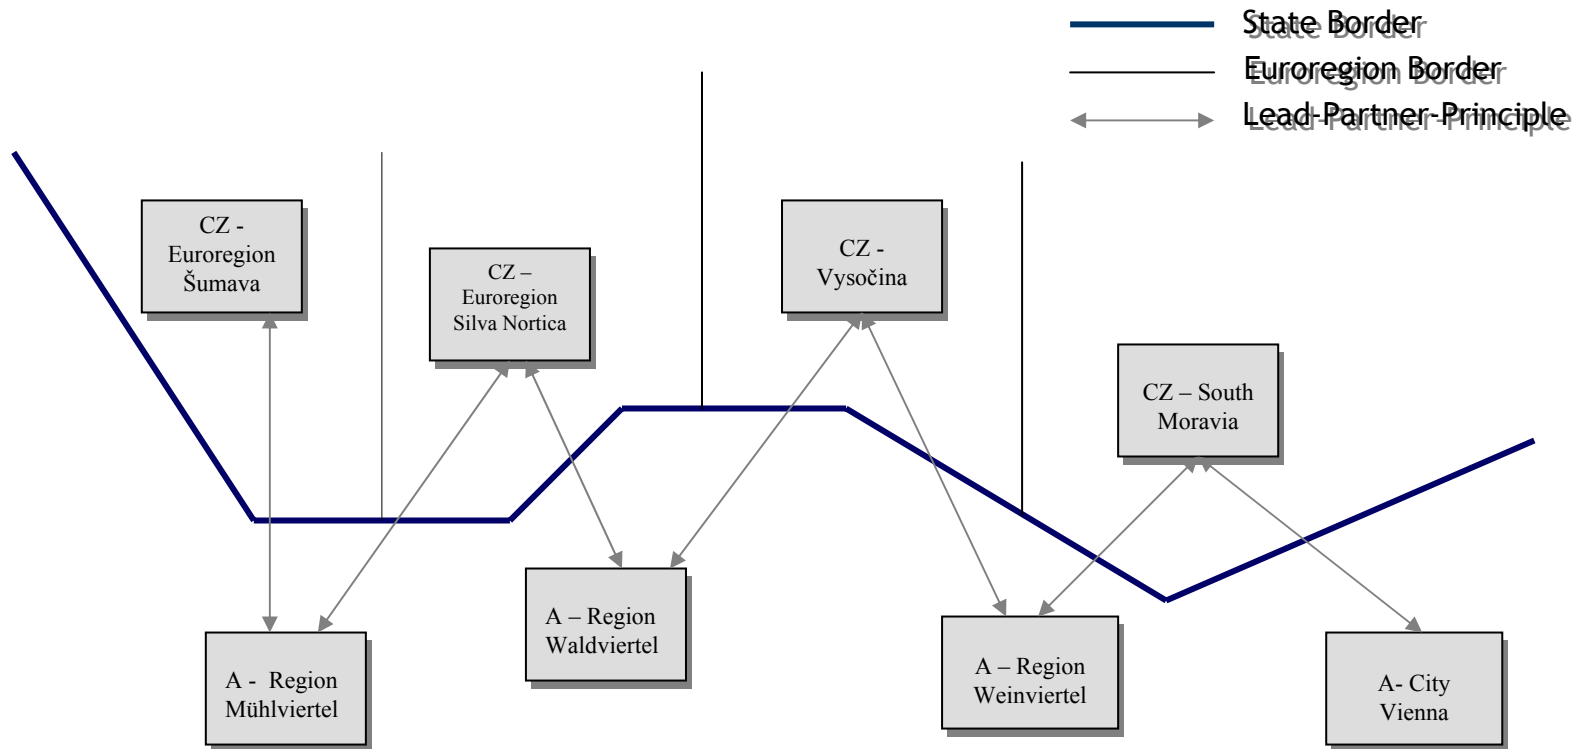 State Border
Euroregion Border
Lead-Partner-Principle
CZ -
Euroregion
Šumava
CZ –
Euroregion
Silva Nortica
CZ -
Vysočina
CZ – South
Moravia
A - Region
Mühlviertel
A – Region
Waldviertel
A – Region
Weinviertel
A- City
Vienna